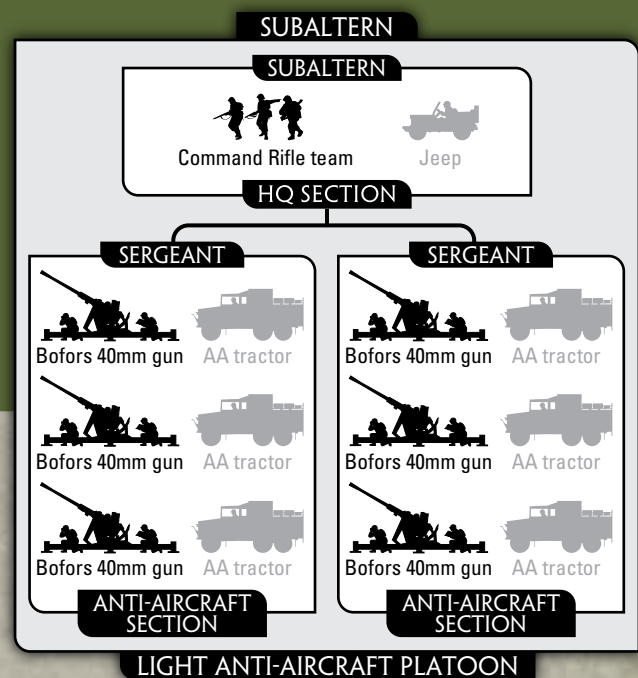 SUBALTERN
SUBALTERN
Command Rifle team Jeep
HQ SECTION
SERGEANT SERGEANT
Bofors 40mm gun AA tractor Bofors 40mm gun AA tractor
Bofors 40mm gun AA tractor Bofors 40mm gun AA tractor
Bofors 40mm gun AA tractor Bofors 40mm gun AA tractor
ANTI-AIRCRAFT ANTI-AIRCRAFT
SECTION SECTION
LIGHT ANTI-AIRCRAFT PLATOON